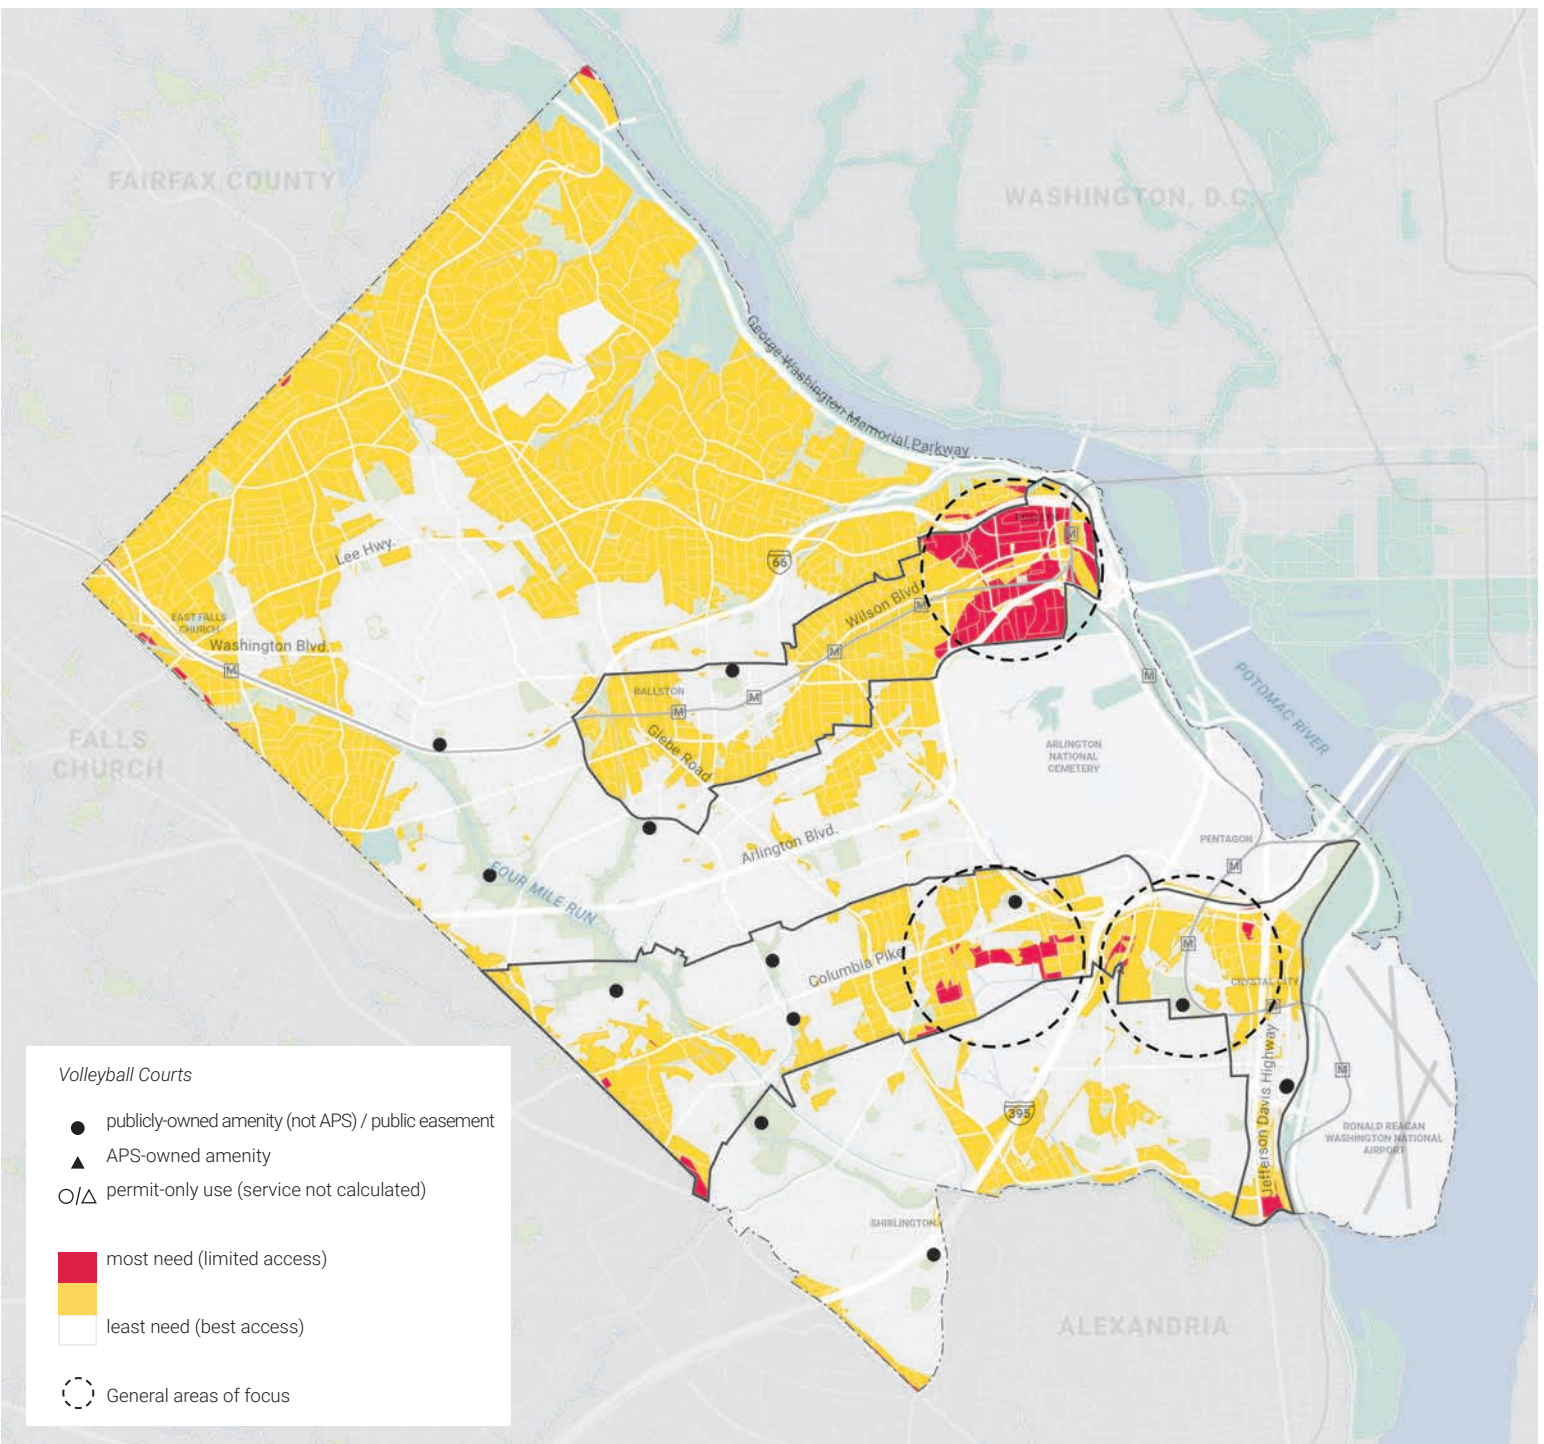 FAIRFAX COUNTY
WASHINGTON, D.C.
George Washington Memorial Parkway
Lee Hwy.
66
M
Wilson Blvd.
M
EAST FALLS
CHURCH
Washington Blvd.
M
M
BALLSTON
M
M
M
Glebe Road
POTOMAC RIVER
FALLS
CHURCH
ARLINGTON
NATIONAL
CEMETERY
Arlington Blvd.
PENTAGON
M
FOUR MILE RUN
Columbia Pike
M
CRYSTAL CITY
M
Jefferson Davis Highway
M
395
RONALD REAGAN
WASHINGTON NATIONAL
AIRPORT
SHIRLINGTON
ALEXANDRIA
Volleyball Courts
publicly-owned amenity (not APS) / public easement
APS-owned amenity
permit-only use (service not calculated)
most need (limited access)
least need (best access)
General areas of focus